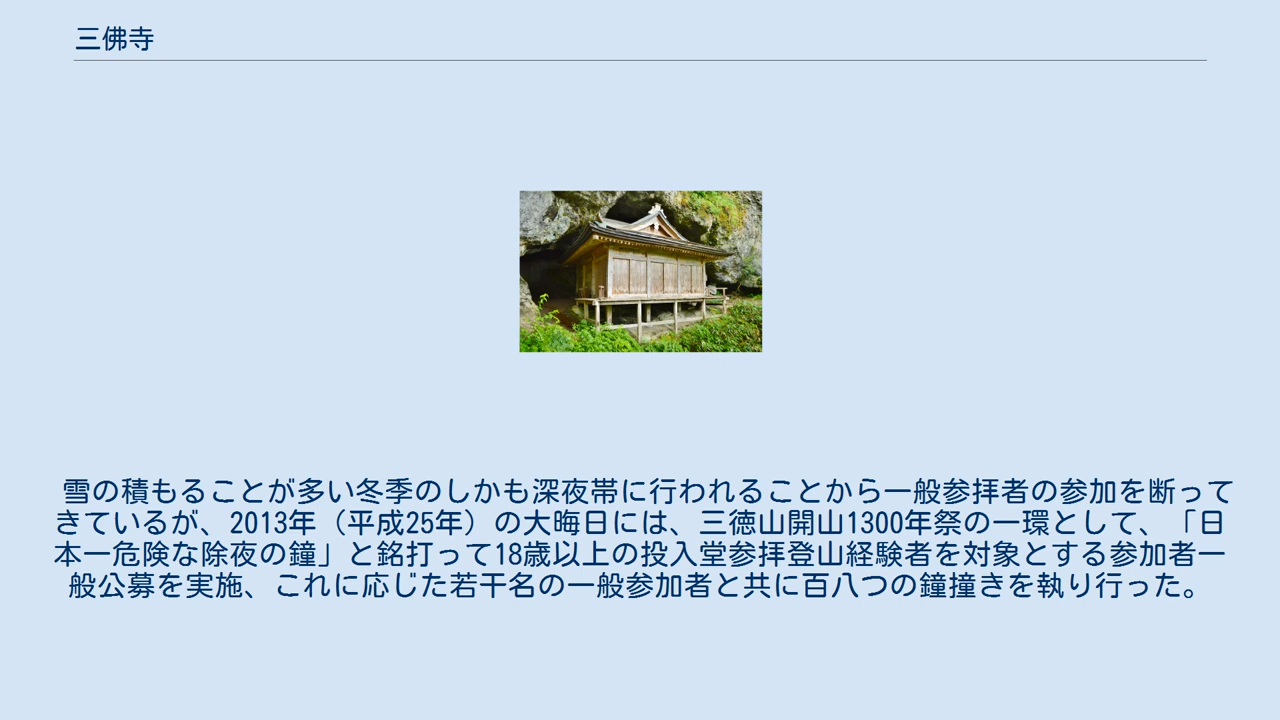 三佛寺
雪の積もることが多い冬季のしかも深夜帯に行われることから一般参拝者の参加を断って
きているが、2013年（平成25年）の大晦日には、三徳山開山1300年祭の一環として、「日
本一危険な除夜の鐘」と銘打って18歳以上の投入堂参拝登山経験者を対象とする参加者一
般公募を実施、これに応じた若干名の一般参加者と共に百八つの鐘撞きを執り行った。